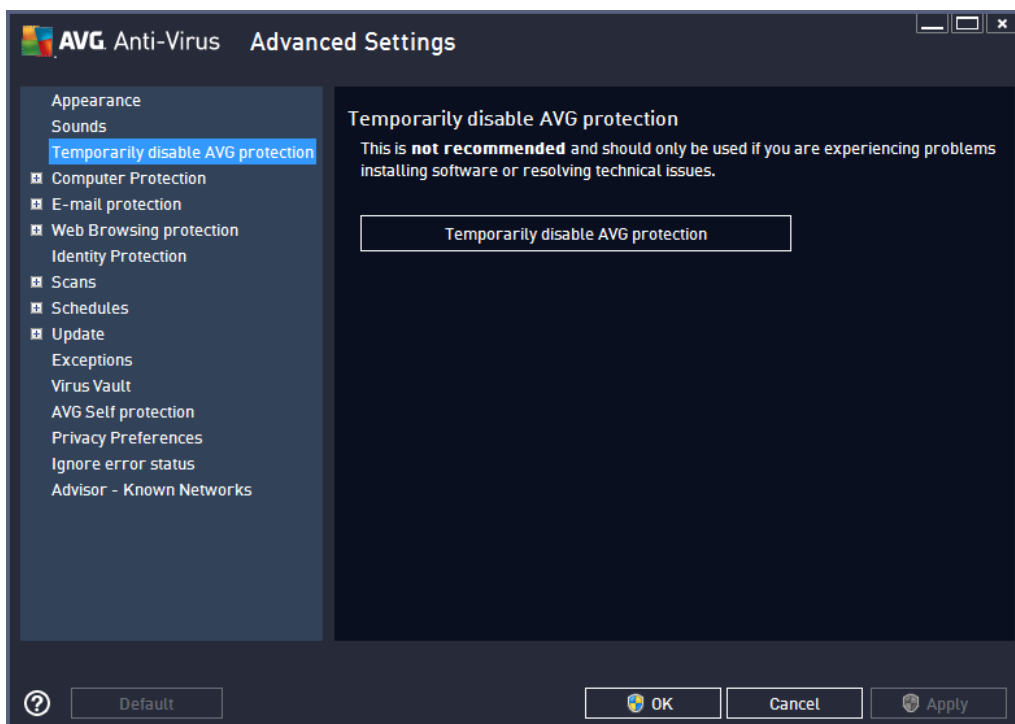 AVG Anti-Virus Advanced Settings
Appearance
Sounds
Temporarily disable AVG protection
Computer Protection
E-mail protection
Web Browsing protection
Identity Protection
Scans
Schedules
Update
Exceptions
Virus Vault
AVG Self protection
Privacy Preferences
Ignore error status
Advisor - Known Networks
Temporarily disable AVG protection
This is not recommended and should only be used if you are experiencing problems
installing software or resolving technical issues.
Temporarily disable AVG protection
Default
OK
Cancel
Apply